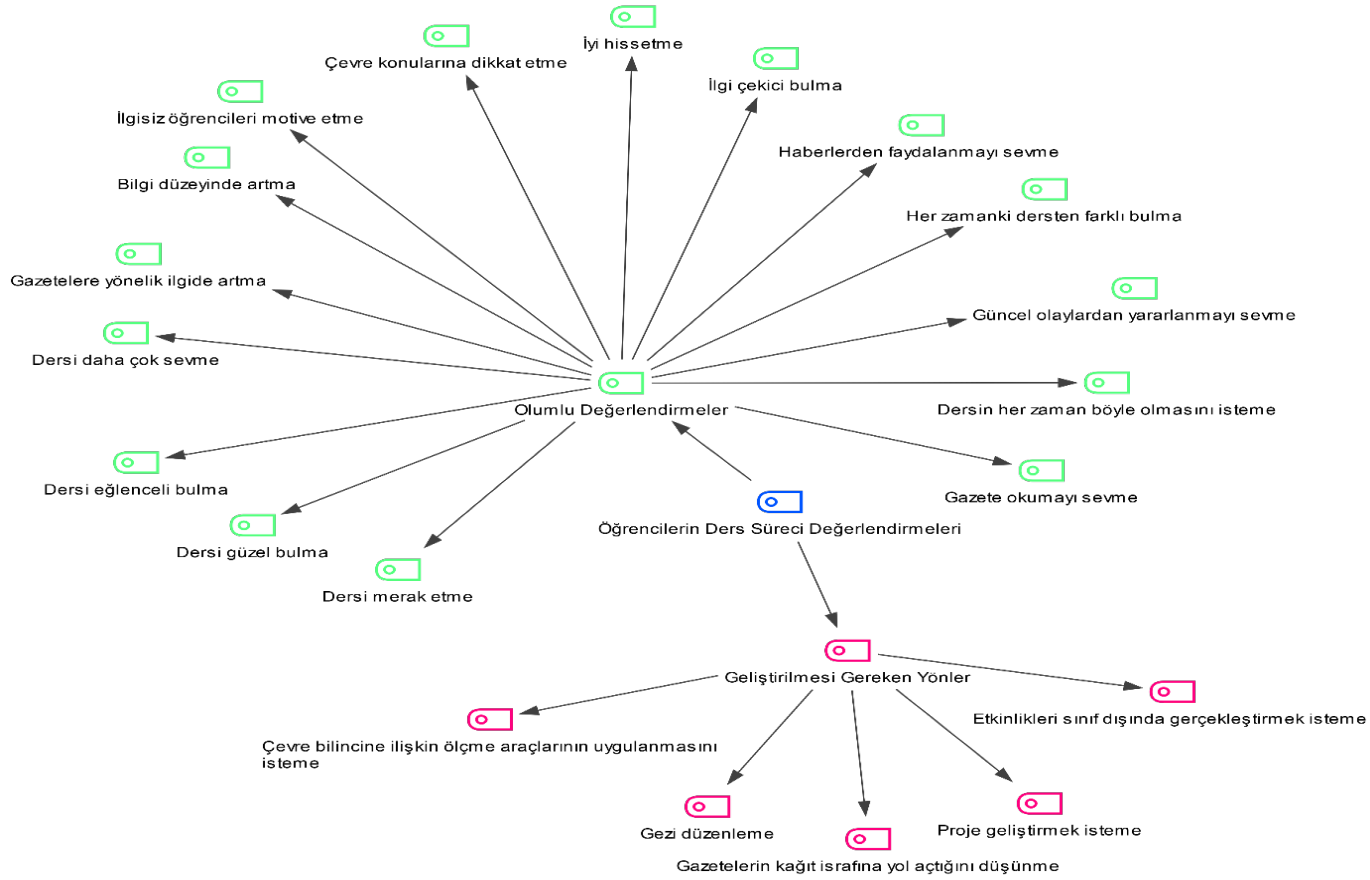 İyi hissetme
Çevre konularına dikkat etme
İlgi çekici bulma
İlgisiz öğrencileri motive etme
Haberlerden faydalanmayı sevme
Bilgi düzeyinde artma
Her zamanki dersten farklı bulma
Gazetelere yönelik ilgide artma
Güncel olaylardan yararlanmayı sevme
Dersi daha çok sevme
Olumlu Değerlendirmeler
Dersin her zaman böyle olmasını isteme
Dersi eğlenceli bulma
Gazete okumayı sevme
Öğrencilerin Ders Süreci Değerlendirmeleri
Dersi güzel bulma
Dersi merak etme
Geliştirilmesi Gereken Yönler
Etkinlikleri sınıf dışında gerçekleştirmek isteme
Çevre bilincine ilişkin ölçme araçlarının uygulanmasını
isteme
Gezi düzenleme
Proje geliştirmek isteme
Gazetelerin kağıt israfına yol açtığını düşünme